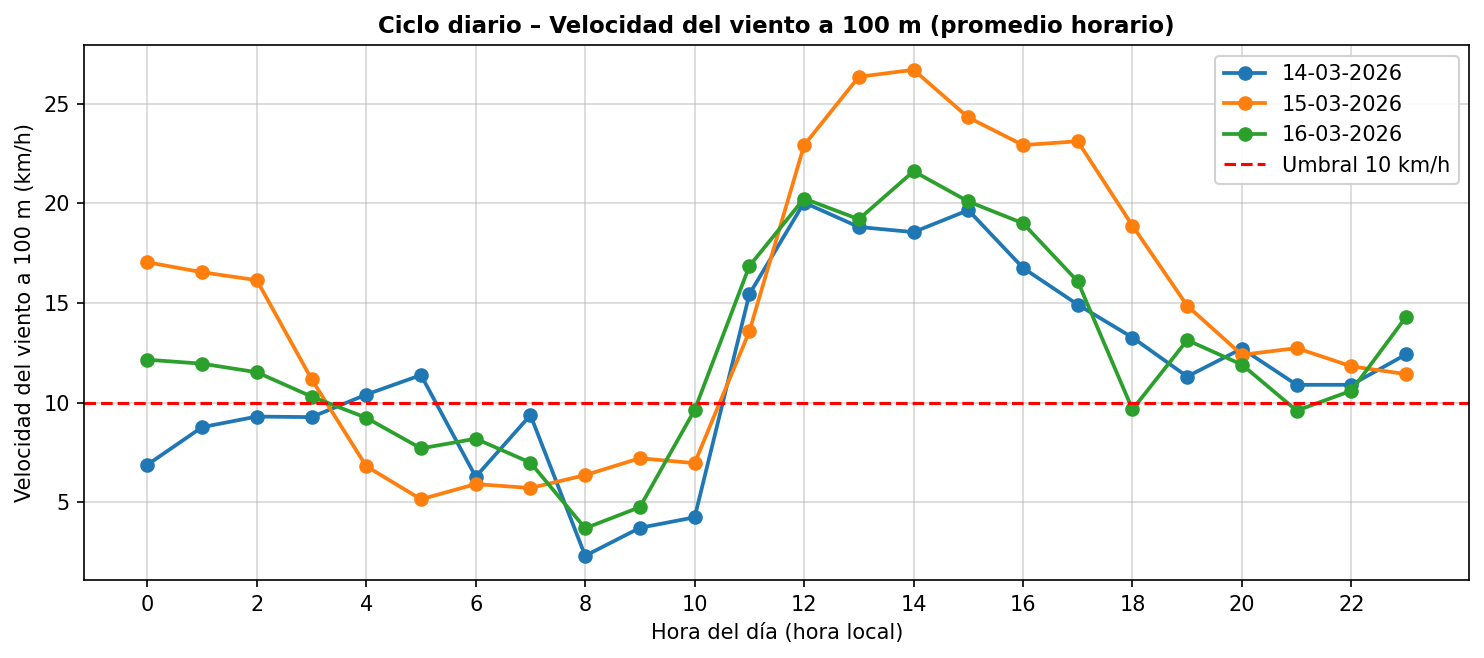 Ciclo diario – Velocidad del viento a 100 m (promedio horario)
Velocidad del viento a 100 m (km/h)
25
20
15
10
5
14-03-2026
15-03-2026
16-03-2026
Umbral 10 km/h
0 2 4 6 8 10 12 14 16 18 20 22
Hora del día (hora local)